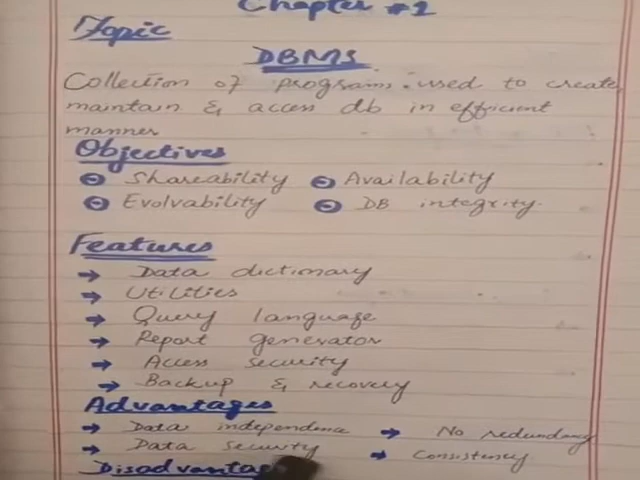 Chapter #1
Topic
DBMS
Collection of programs used to create,
maintain & access db in efficient
manner
Objectives
Shareability Availability
Evolvability DB integrity.
Features
→ Data dictionary
→ Utilities
→ Query language
→ Report generator
→ Access security
→ Backup & recovery
Advantages
→ Data independence → No redundancy
→ Data security → Consistency
Disadvantag